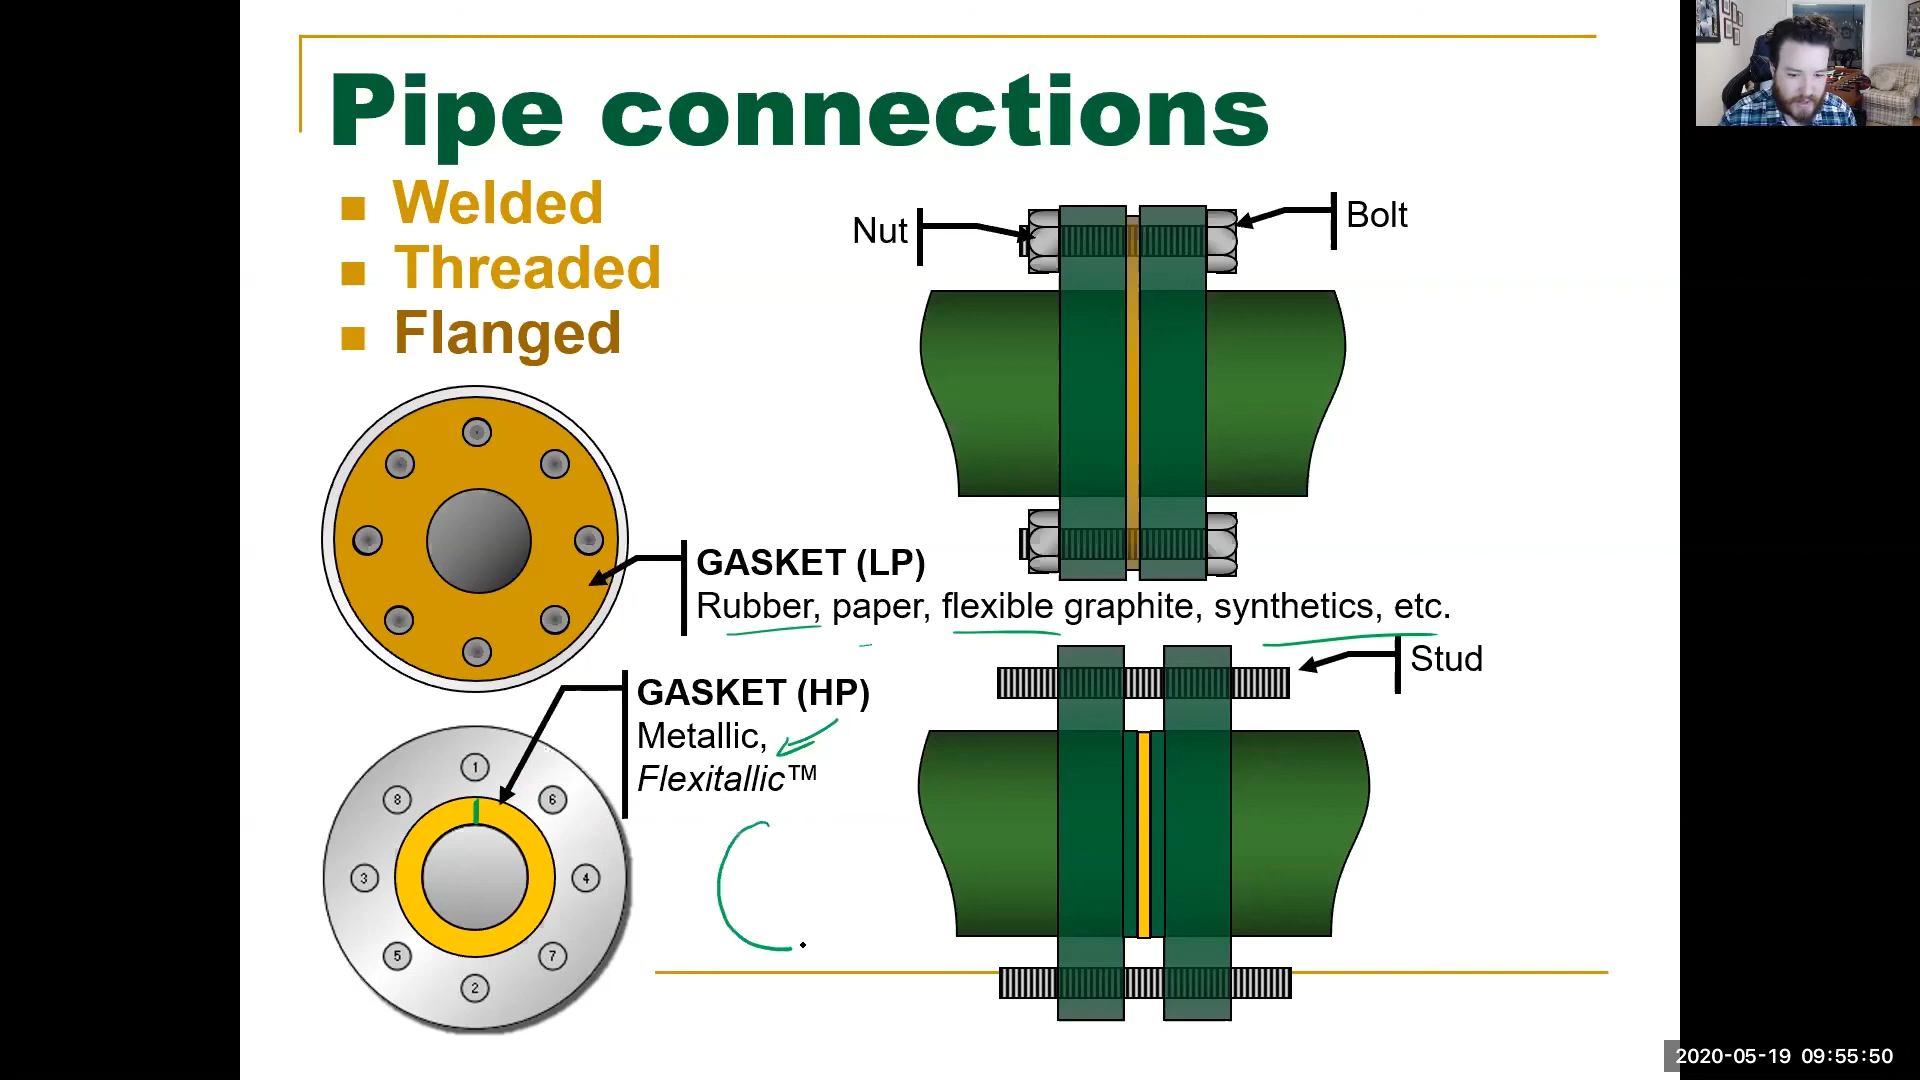 Pipe connections
Welded
Threaded
Flanged
Nut
Bolt
GASKET (LP)
Rubber, paper, flexible graphite, synthetics, etc.
Stud
GASKET (HP)
Metallic,
Flexitallic™
1
8
6
3
4
5
7
2
2020-05-19 09:55:50